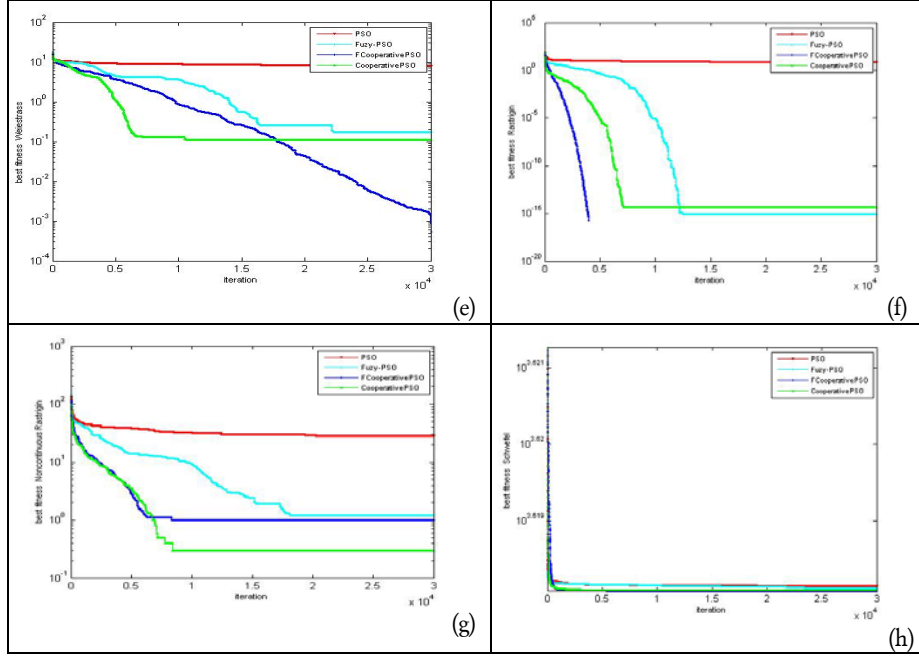 10^2
10^1
10^0
10^-1
10^-2
10^-3
10^-4
best fitness Weiestrass
PSO
Fuzy-PSO
FCooperativePSO
CooperativePSO
0 0.5 1 1.5 2 2.5 3
iteration
x 10^4
(e)
10^5
10^0
10^-5
10^-10
10^-15
10^-20
best fitness Rastrigin
PSO
Fuzy-PSO
FCooperativePSO
CooperativePSO
0 0.5 1 1.5 2 2.5 3
iteration
x 10^4
(f)
10^3
10^2
10^1
10^0
10^-1
best fitness Noncontinuous Rastrigin
PSO
Fuzy-PSO
FCooperativePSO
CooperativePSO
0 0.5 1 1.5 2 2.5 3
iteration
x 10^4
(g)
10^3.621
10^3.62
10^3.619
best fitness Schwefel
PSO
Fuzy-PSO
FCooperativePSO
CooperativePSO
0 0.5 1 1.5 2 2.5 3
iteration
x 10^4
(h)